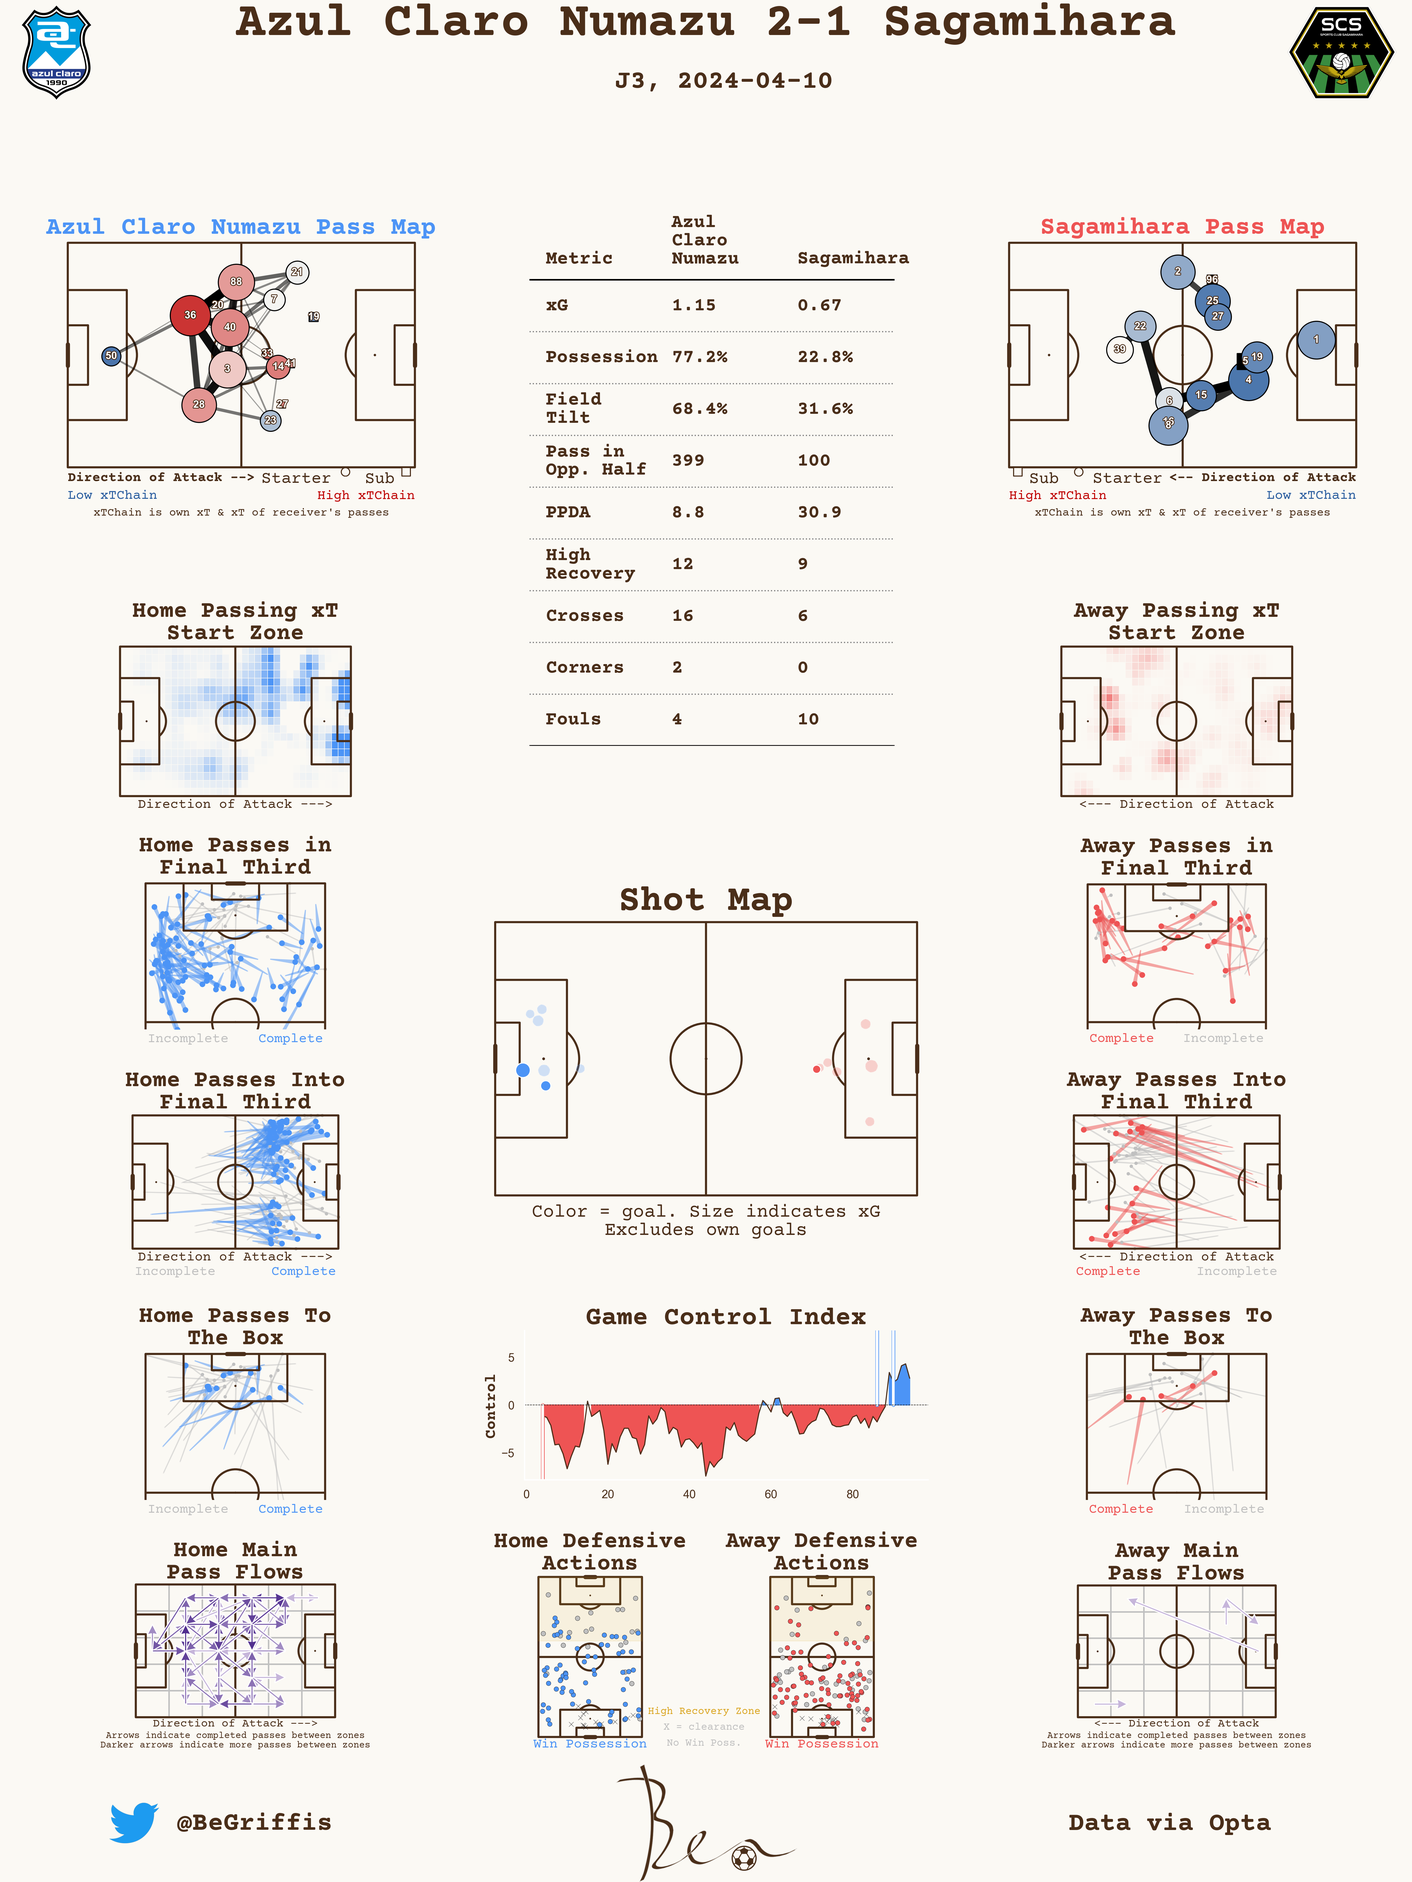 Azul Claro Numazu 2-1 Sagamihara
J3, 2024-04-10
azul claro
1990
SCS
SPORTS CLUB SAGAMIHARA
Azul Claro Numazu Pass Map
50
36
88
20
40
3
28
21
7
19
33
14
41
27
23
Direction of Attack --> Starter Sub
Low xTChain High xTChain
xTChain is own xT & xT of receiver's passes
Metric Azul Claro Numazu Sagamihara
xG 1.15 0.67
Possession 77.2% 22.8%
Field Tilt 68.4% 31.6%
Pass in Opp. Half 399 100
PPDA 8.8 30.9
High Recovery 12 9
Crosses 16 6
Corners 2 0
Fouls 4 10
Sagamihara Pass Map
2
96
25
27
22
39
1
19
5
4
15
6
8
Sub Starter <-- Direction of Attack
High xTChain Low xTChain
xTChain is own xT & xT of receiver's passes
Home Passing xT
Start Zone
Direction of Attack --->
Away Passing xT
Start Zone
<--- Direction of Attack
Home Passes in
Final Third
Incomplete Complete
Away Passes in
Final Third
Complete Incomplete
Shot Map
Color = goal. Size indicates xG
Excludes own goals
Home Passes Into
Final Third
Direction of Attack --->
Incomplete Complete
Away Passes Into
Final Third
<--- Direction of Attack
Complete Incomplete
Home Passes To
The Box
Incomplete Complete
Game Control Index
Control
5
0
−5
0 20 40 60 80
Away Passes To
The Box
Complete Incomplete
Home Main
Pass Flows
Direction of Attack --->
Arrows indicate completed passes between zones
Darker arrows indicate more passes between zones
Home Defensive
Actions
Win Possession
Away Defensive
Actions
Win Possession
High Recovery Zone
X = clearance
No Win Poss.
Away Main
Pass Flows
<--- Direction of Attack
Arrows indicate completed passes between zones
Darker arrows indicate more passes between zones
@BeGriffis
Ben
Data via Opta